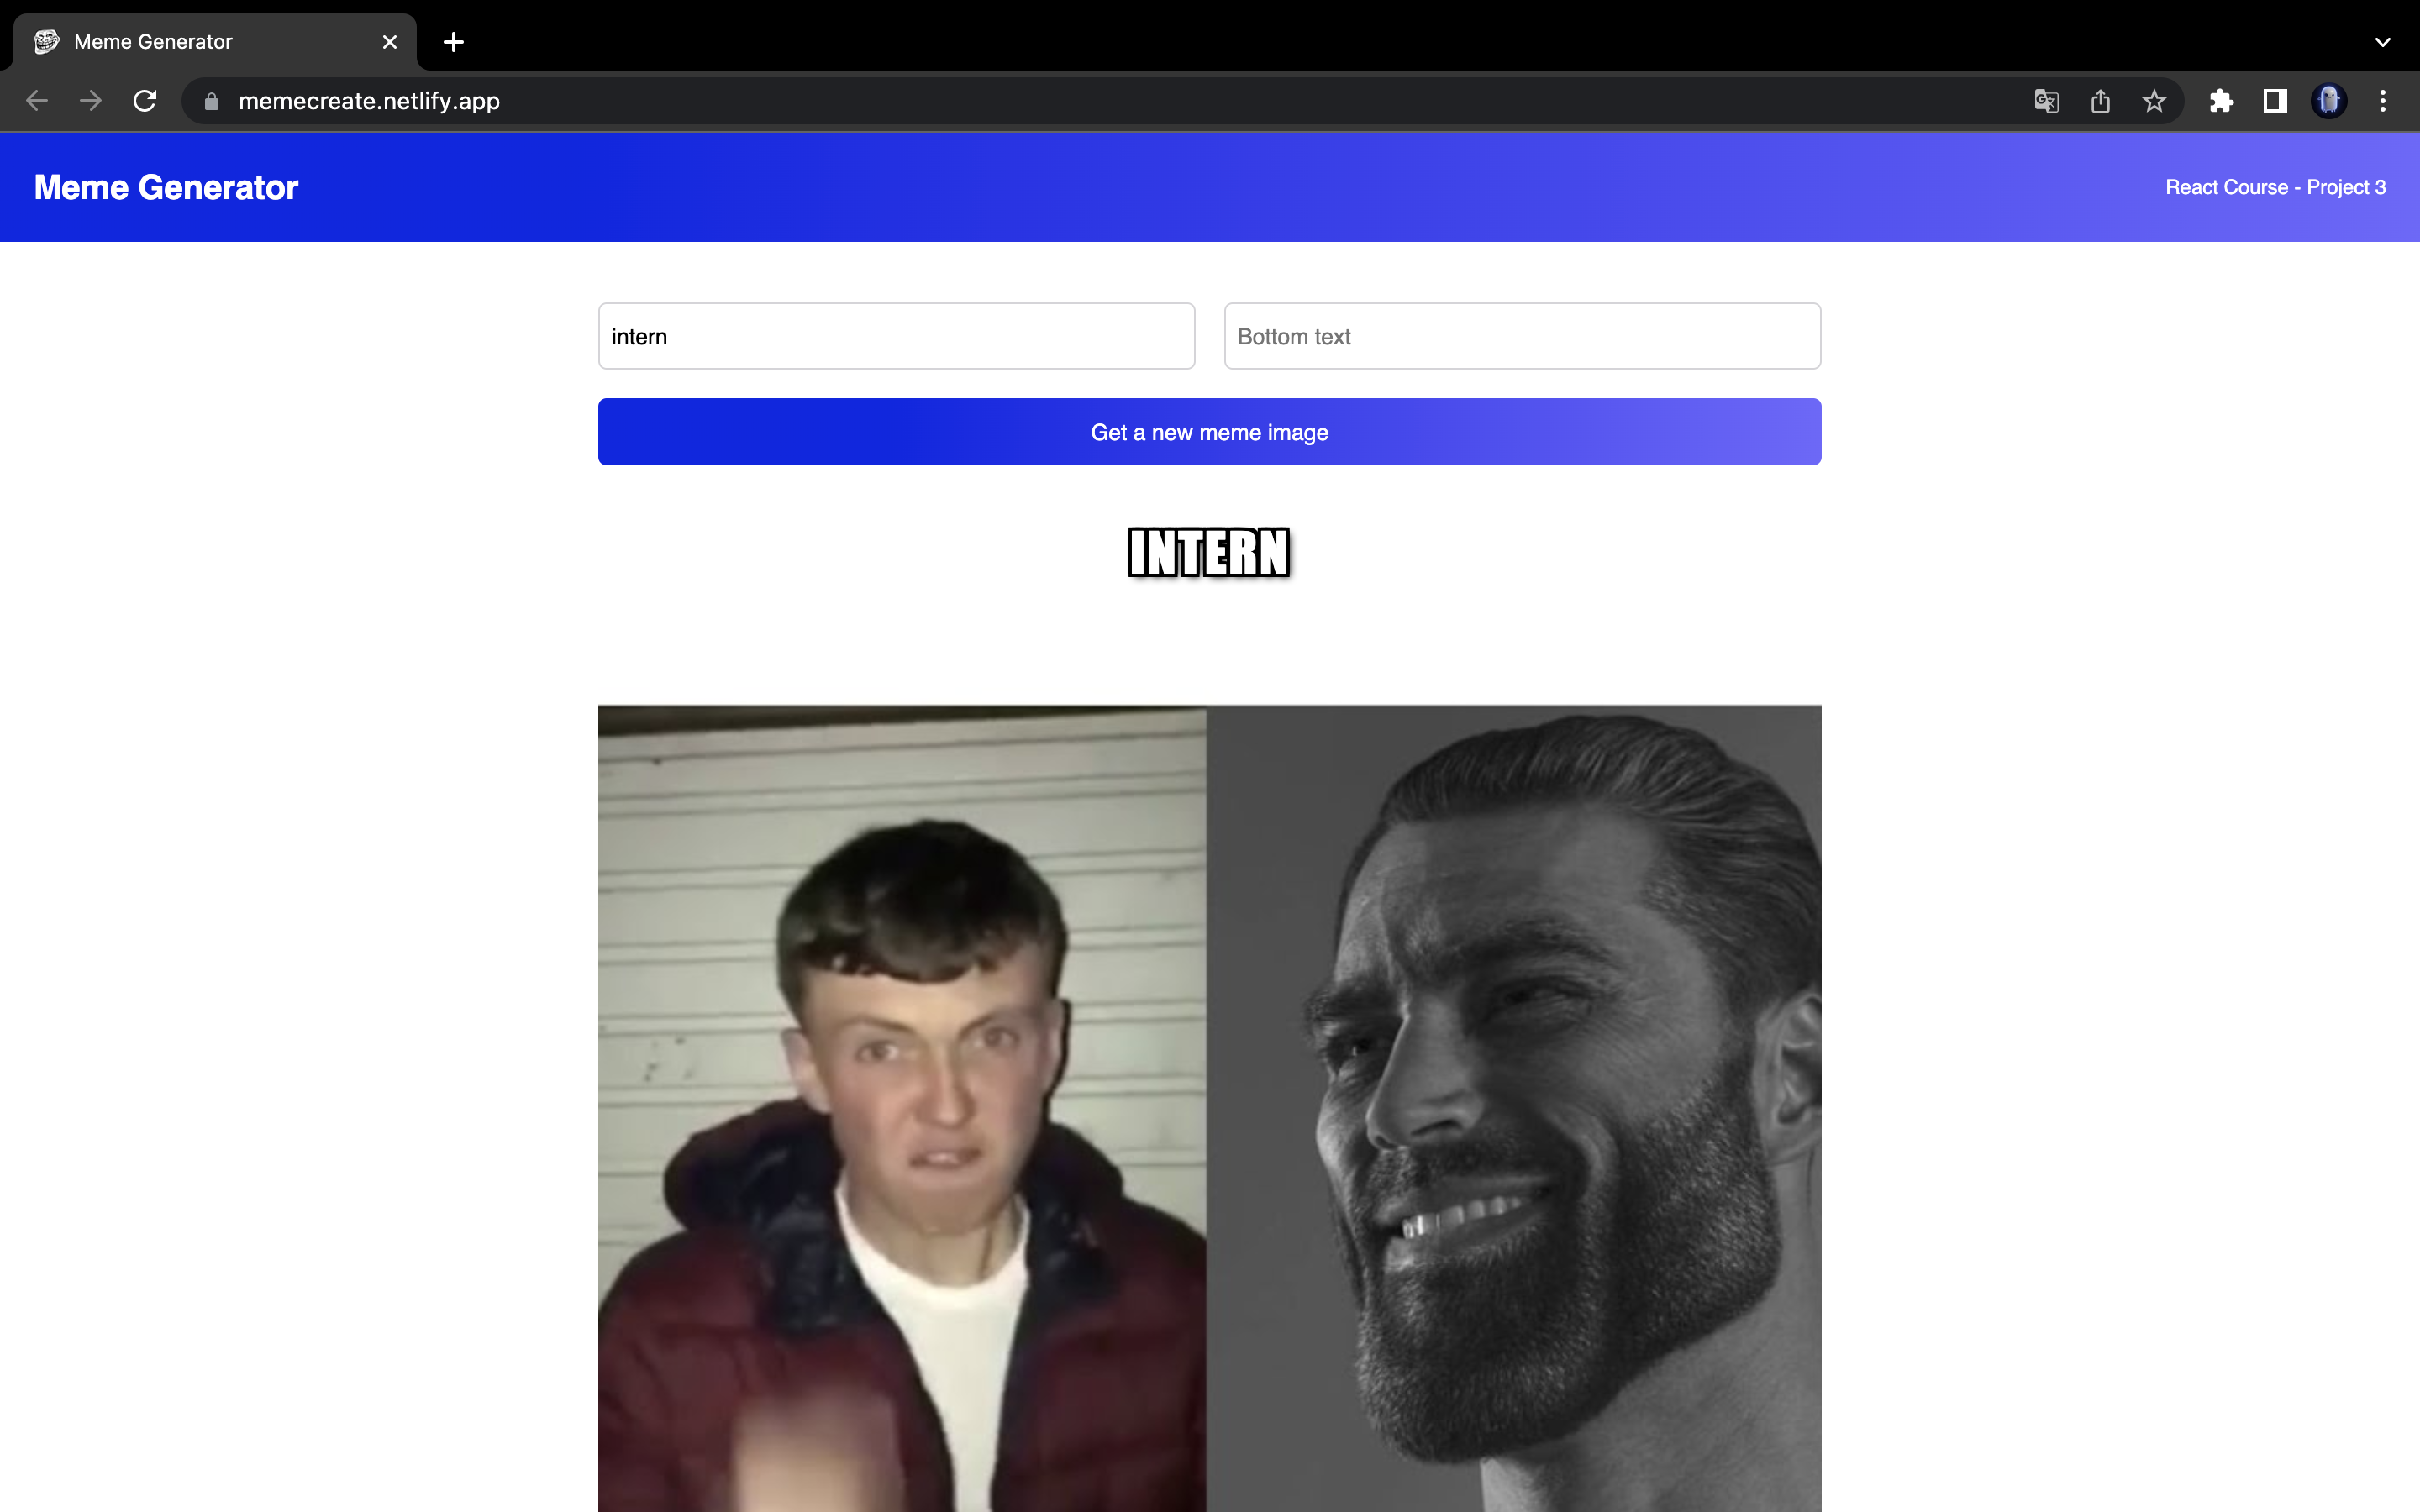 Meme Generator
memecreate.netlify.app
Meme Generator
React Course - Project 3
intern
Bottom text
Get a new meme image
INTERN